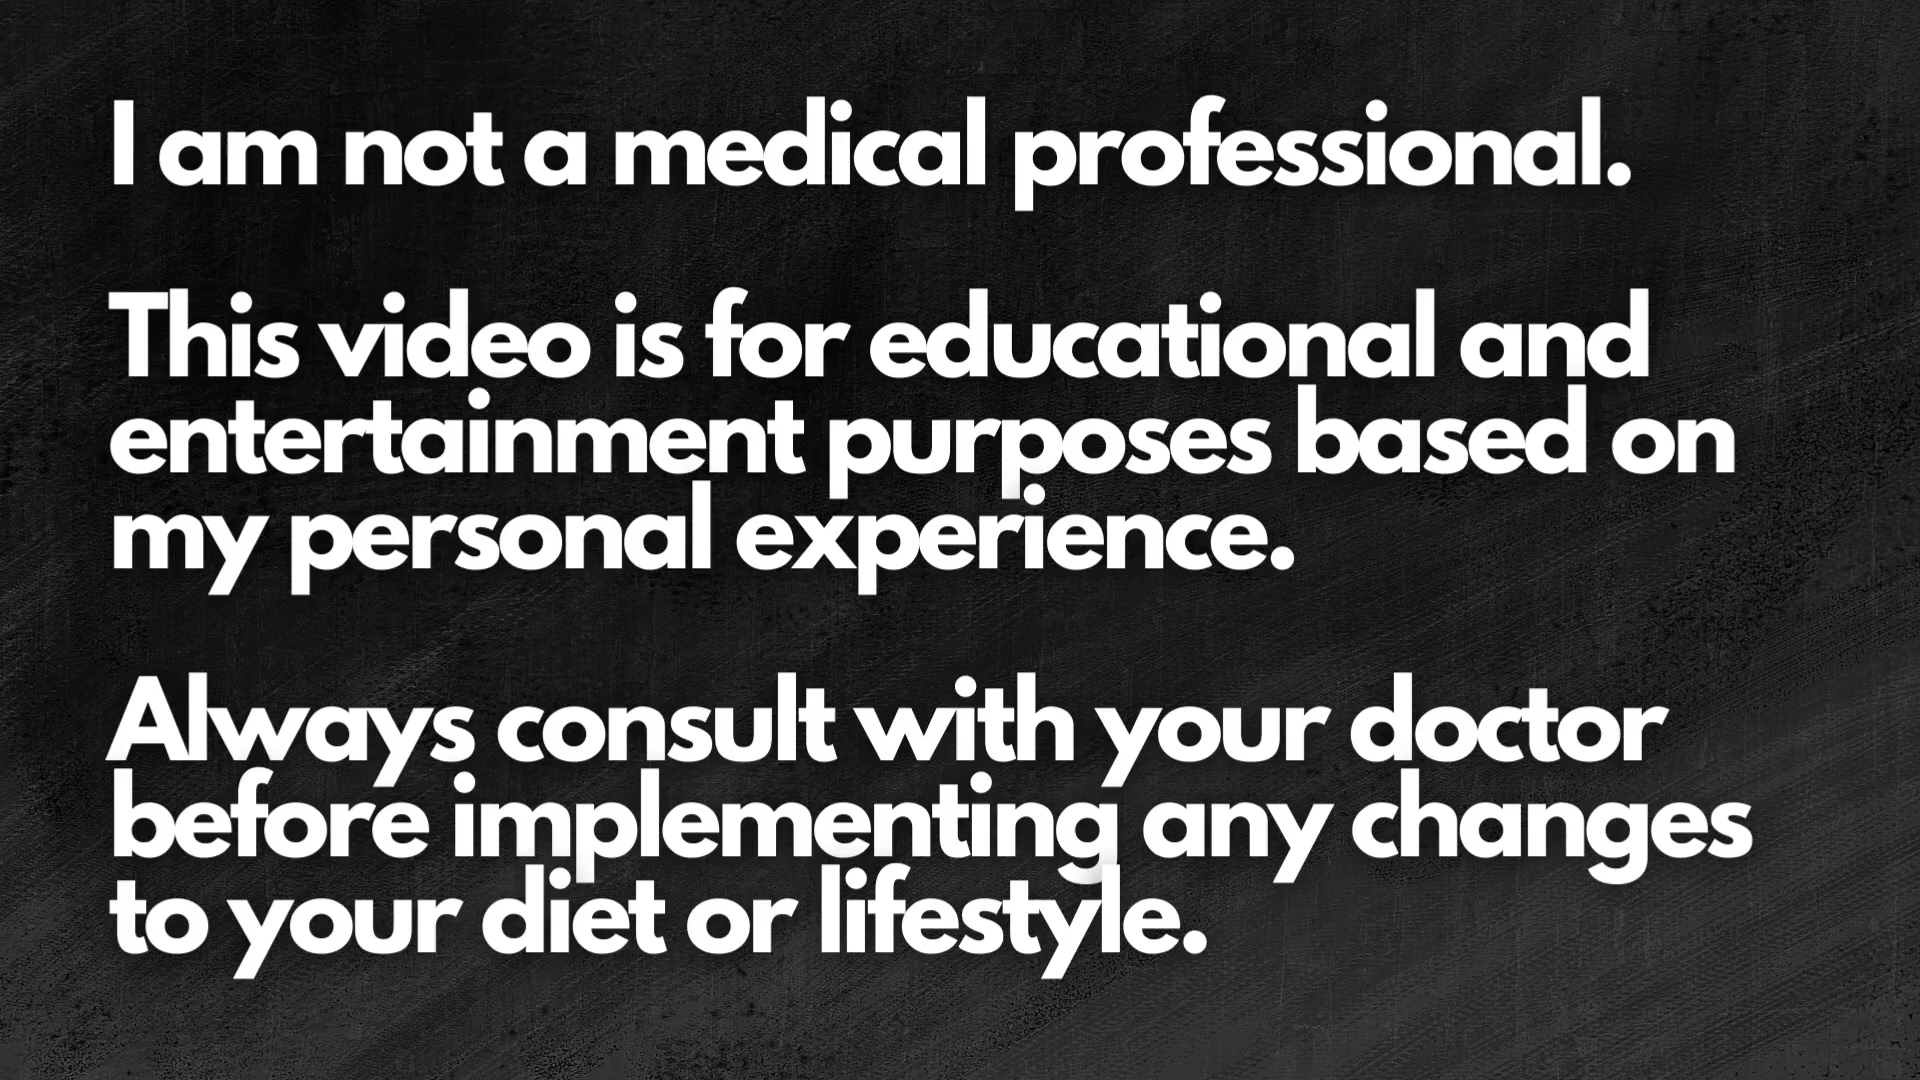 I am not a medical professional.
This video is for educational and
entertainment purposes based on
my personal experience.
Always consult with your doctor
before implementing any changes
to your diet or lifestyle.